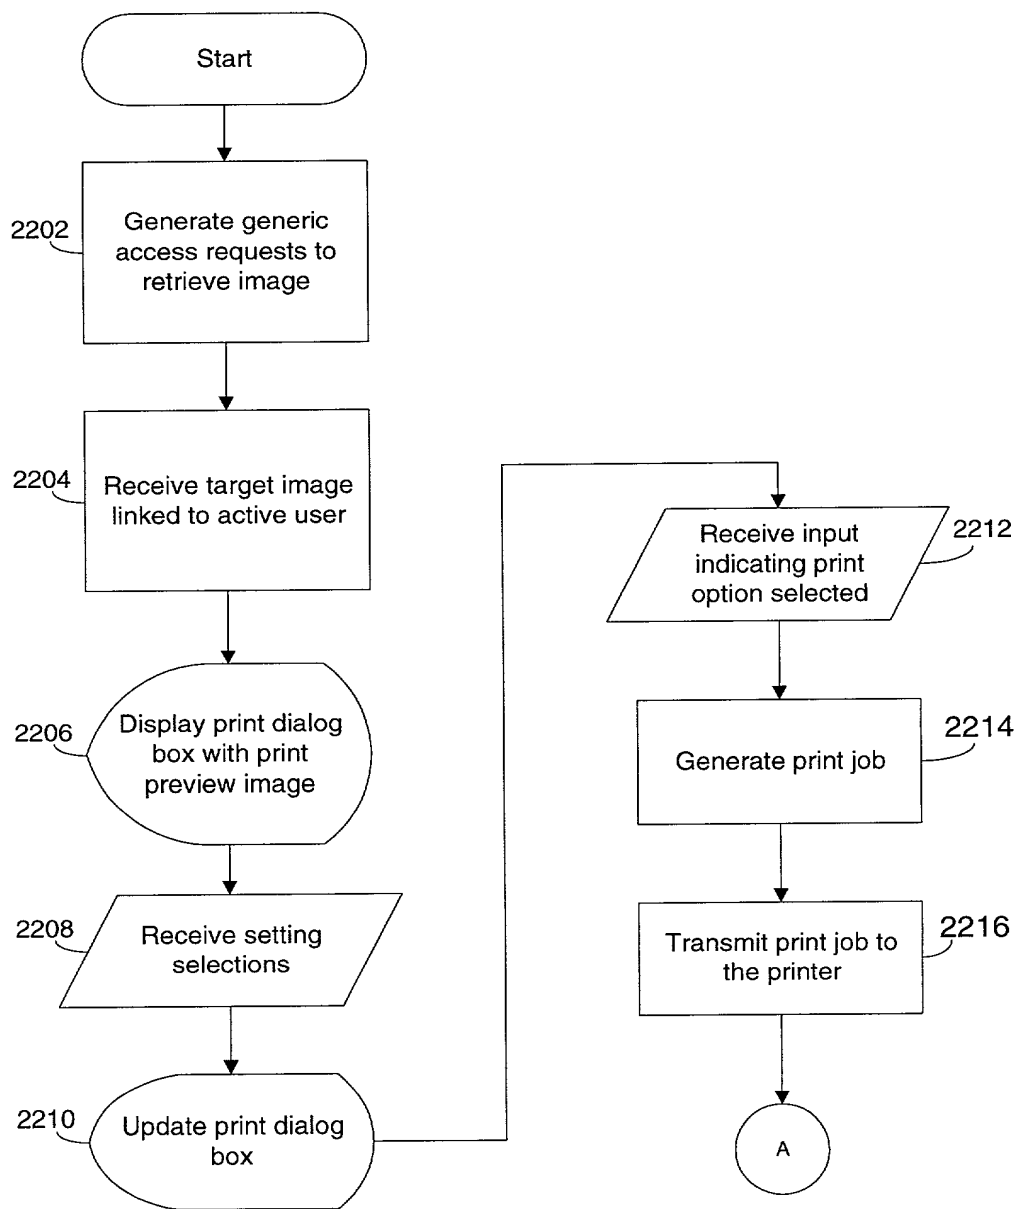 Start
2202
Generate generic
access requests to
retrieve image
2204
Receive target image
linked to active user
2206
Display print dialog
box with print
preview image
2208
Receive setting
selections
2210
Update print dialog
box
Receive input
indicating print
option selected
2212
Generate print job
2214
Transmit print job to
the printer
2216
A